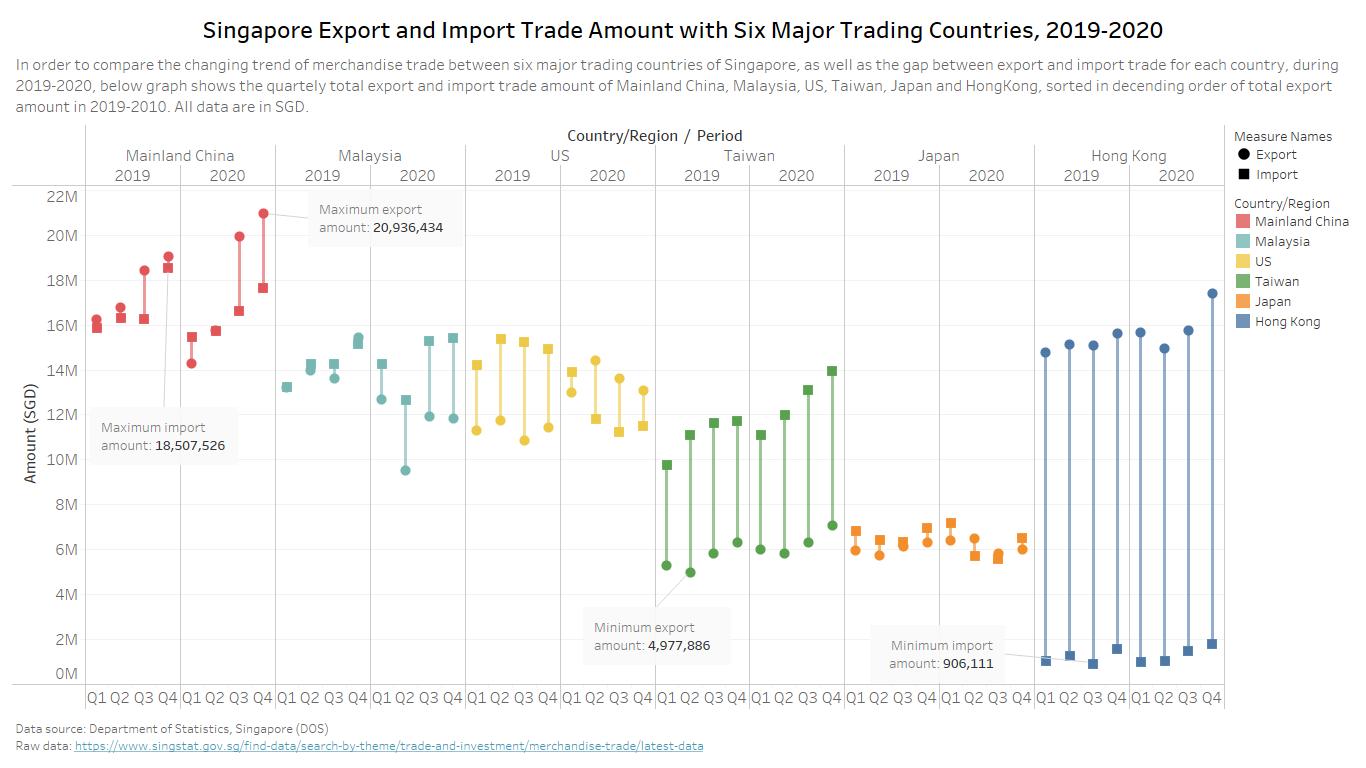 Singapore Export and Import Trade Amount with Six Major Trading Countries, 2019-2020
In order to compare the changing trend of merchandise trade between six major trading countries of Singapore, as well as the gap between export and import trade for each country, during
2019-2020, below graph shows the quartely total export and import trade amount of Mainland China, Malaysia, US, Taiwan, Japan and HongKong, sorted in decending order of total export
amount in 2019-2010. All data are in SGD.
Country/Region / Period
Mainland China Malaysia US Taiwan Japan Hong Kong
2019 2020 2019 2020 2019 2020 2019 2020 2019 2020 2019 2020
Measure Names
Export
Import
Country/Region
Mainland China
Malaysia
US
Taiwan
Japan
Hong Kong
Amount (SGD)
22M
20M
18M
16M
14M
12M
10M
8M
6M
4M
2M
0M
Maximum export
amount: 20,936,434
Maximum import
amount: 18,507,526
Minimum export
amount: 4,977,886
Minimum import
amount: 906,111
Q1 Q2 Q3 Q4 Q1 Q2 Q3 Q4 Q1 Q2 Q3 Q4 Q1 Q2 Q3 Q4 Q1 Q2 Q3 Q4 Q1 Q2 Q3 Q4 Q1 Q2 Q3 Q4 Q1 Q2 Q3 Q4 Q1 Q2 Q3 Q4 Q1 Q2 Q3 Q4 Q1 Q2 Q3 Q4 Q1 Q2 Q3 Q4
Data source: Department of Statistics, Singapore (DOS)
Raw data: https://www.singstat.gov.sg/find-data/search-by-theme/trade-and-investment/merchandise-trade/latest-data